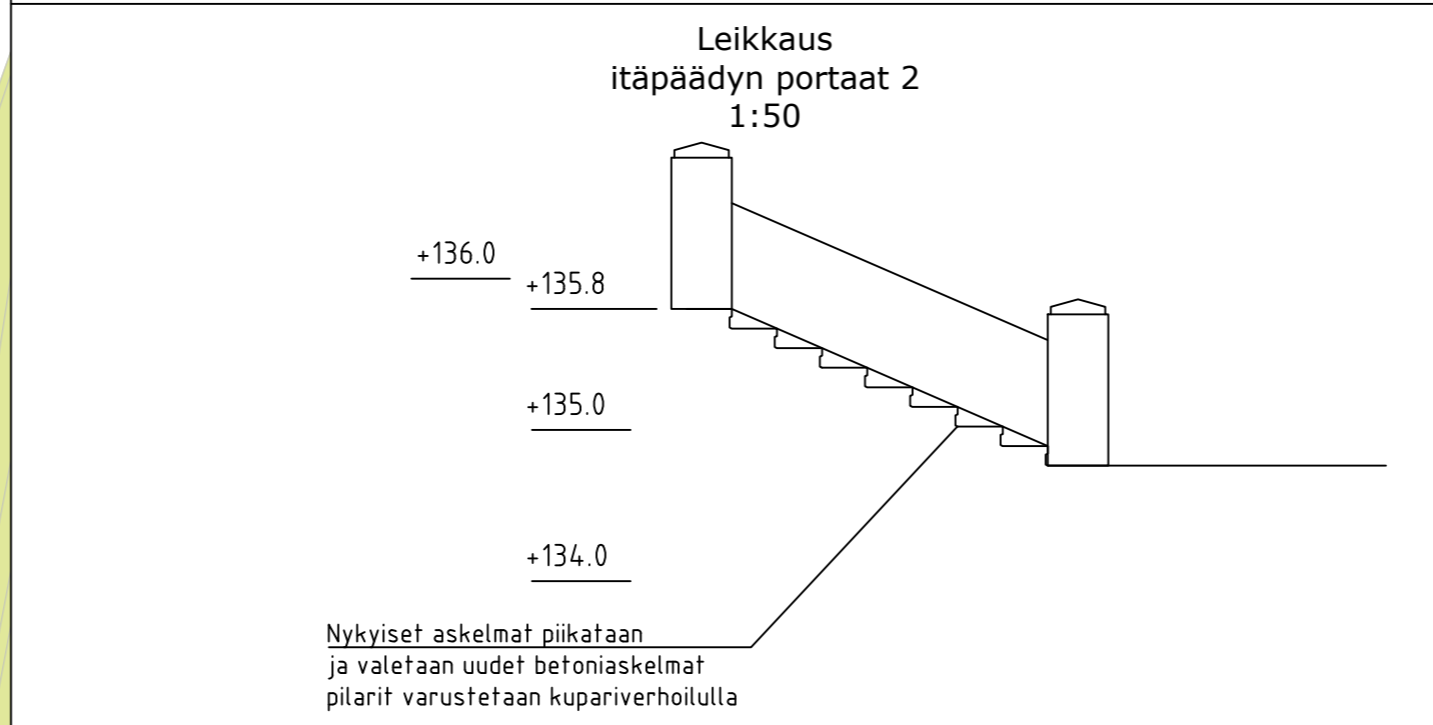 Leikkaus
itäpäädyn portaat 2
1:50
+136.0
+135.8
+135.0
+134.0
Nykyiset askelmat piikataan
ja valetaan uudet betoniaskelmat
pilarit varustetaan kupariverhoilulla